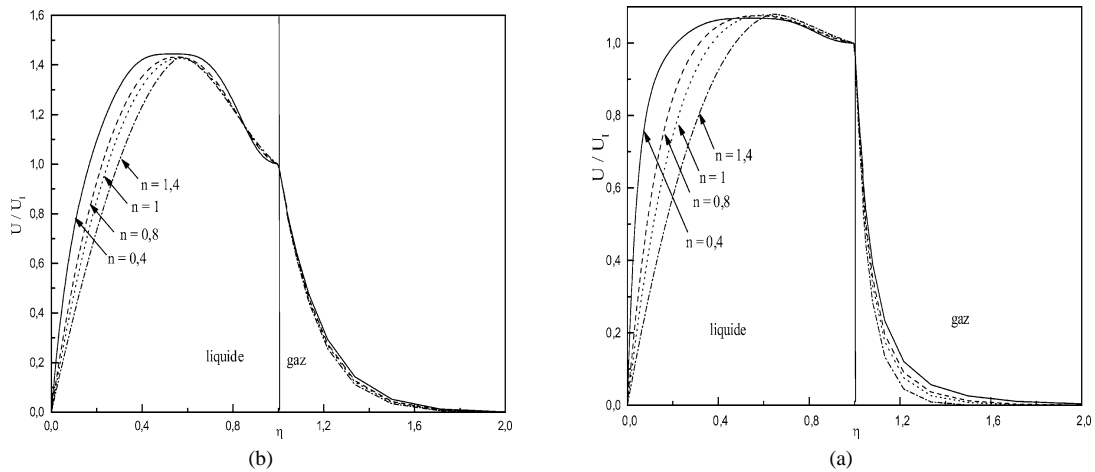 1,6
1,4
1,2
1,0
0,8
0,6
0,4
0,2
0,0
U / U_I
n = 1,4
n = 1
n = 0,8
n = 0,4
liquide
gaz
0,0 0,4 0,8 1,2 1,6 2,0
η
(b)
1,0
0,8
0,6
0,4
0,2
0,0
U / U_I
n = 1,4
n = 1
n = 0,8
n = 0,4
liquide
gaz
0,0 0,4 0,8 1,2 1,6 2,0
η
(a)